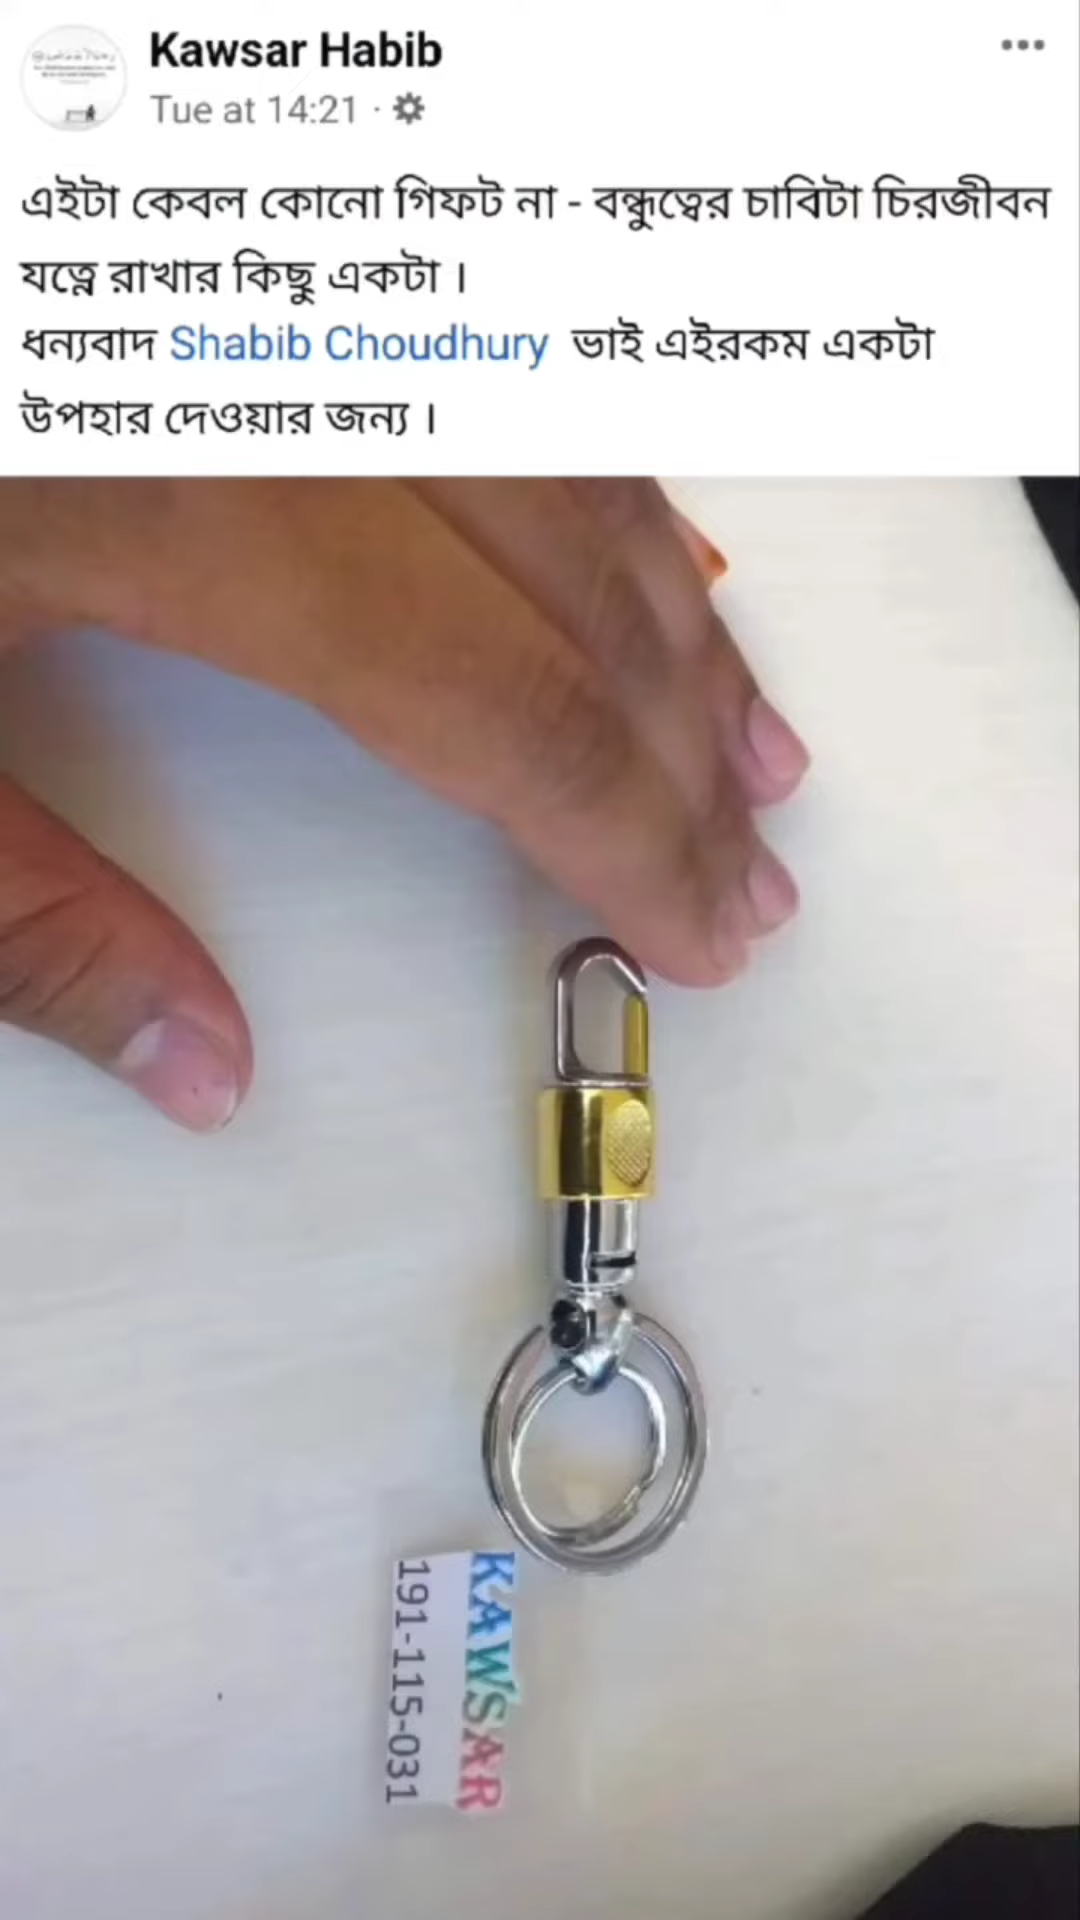 Kawsar Habib
Tue at 14:21 ·
এইটা কেবল কোনো গিফট না - বন্ধুত্বের চাবিটা চিরজীবন
যত্নে রাখার কিছু একটা ।
ধন্যবাদ Shabib Choudhury ভাই এইরকম একটা
উপহার দেওয়ার জন্য ।
KAWSAR
191-115-031